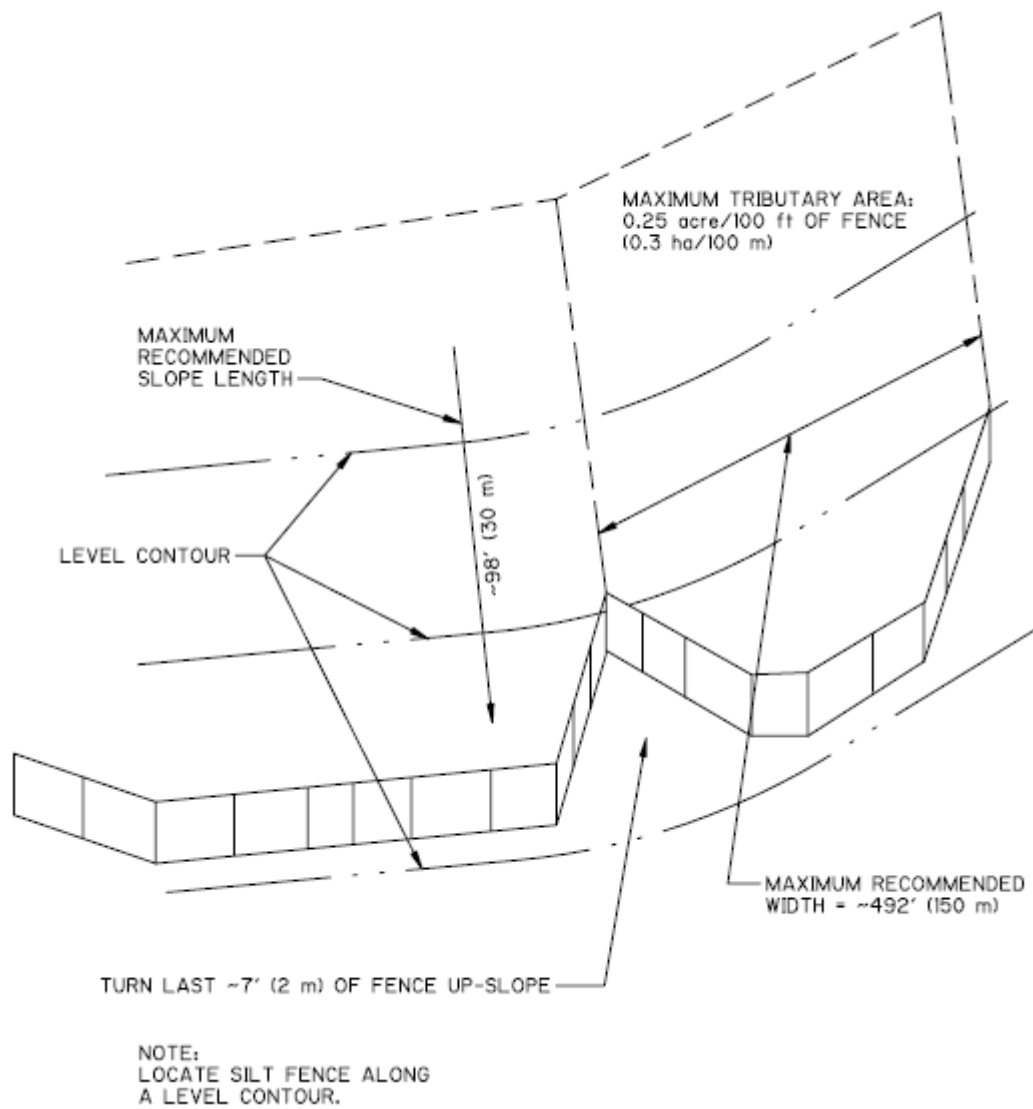 MAXIMUM TRIBUTARY AREA:
0.25 acre/100 ft OF FENCE
(0.3 ha/100 m)
MAXIMUM
RECOMMENDED
SLOPE LENGTH
~98' (30 m)
LEVEL CONTOUR
MAXIMUM RECOMMENDED
WIDTH = ~492' (150 m)
TURN LAST ~7' (2 m) OF FENCE UP-SLOPE
NOTE:
LOCATE SILT FENCE ALONG
A LEVEL CONTOUR.